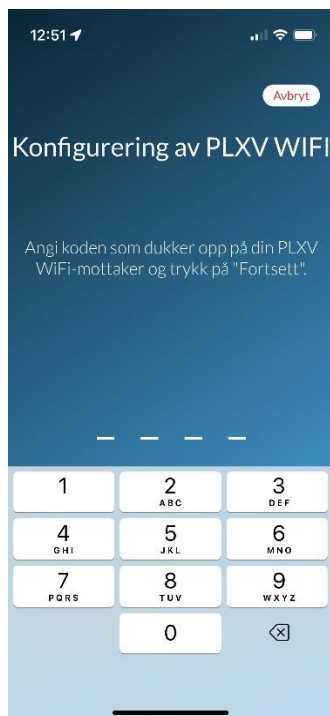 12:51
Avbryt
Konfigurering av PLXV WIFI
Angi koden som dukker opp på din PLXV
WiFi-mottaker og trykk på "Fortsett".
1
2
ABC
3
DEF
4
GHI
5
JKL
6
MNO
7
PQRS
8
TUV
9
WXYZ
0